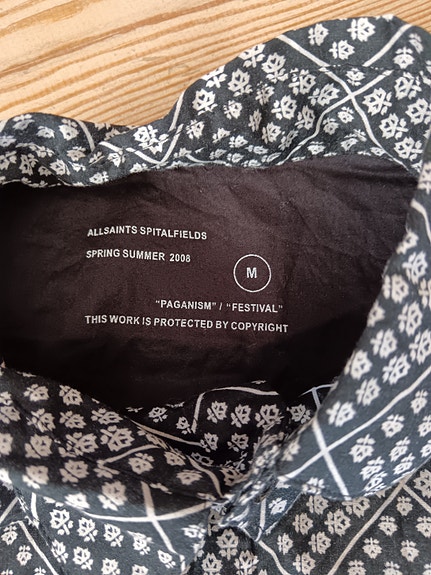 ALLSAINTS SPITALFIELDS
SPRING SUMMER 2008
M
"PAGANISM" / "FESTIVAL"
THIS WORK IS PROTECTED BY COPYRIGHT